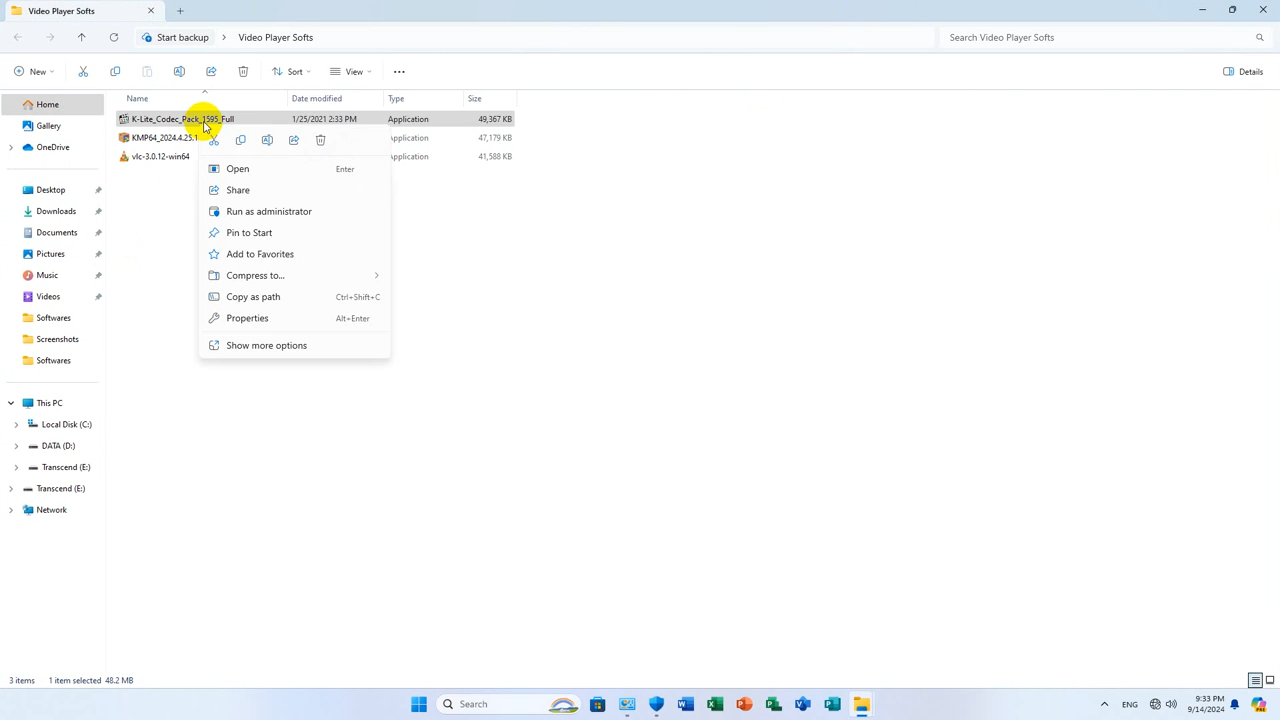 Video Player Softs
Start backup
Video Player Softs
Search Video Player Softs
New
Sort
View
Details
Name
Date modified
Type
Size
K-Lite_Codec_Pack_1595_Full
1/25/2021 2:33 PM
Application
49,367 KB
KMP64_2024.4.25.1
Application
47,179 KB
vlc-3.0.12-win64
Application
41,588 KB
Open
Enter
Share
Run as administrator
Pin to Start
Add to Favorites
Compress to...
Copy as path
Ctrl+Shift+C
Properties
Alt+Enter
Show more options
Home
Gallery
OneDrive
Desktop
Downloads
Documents
Pictures
Music
Videos
Softwares
Screenshots
Softwares
This PC
Local Disk (C:)
DATA (D:)
Transcend (E:)
Transcend (E:)
Network
3 items
1 item selected 48.2 MB
Search
ENG
9:33 PM
9/14/2024